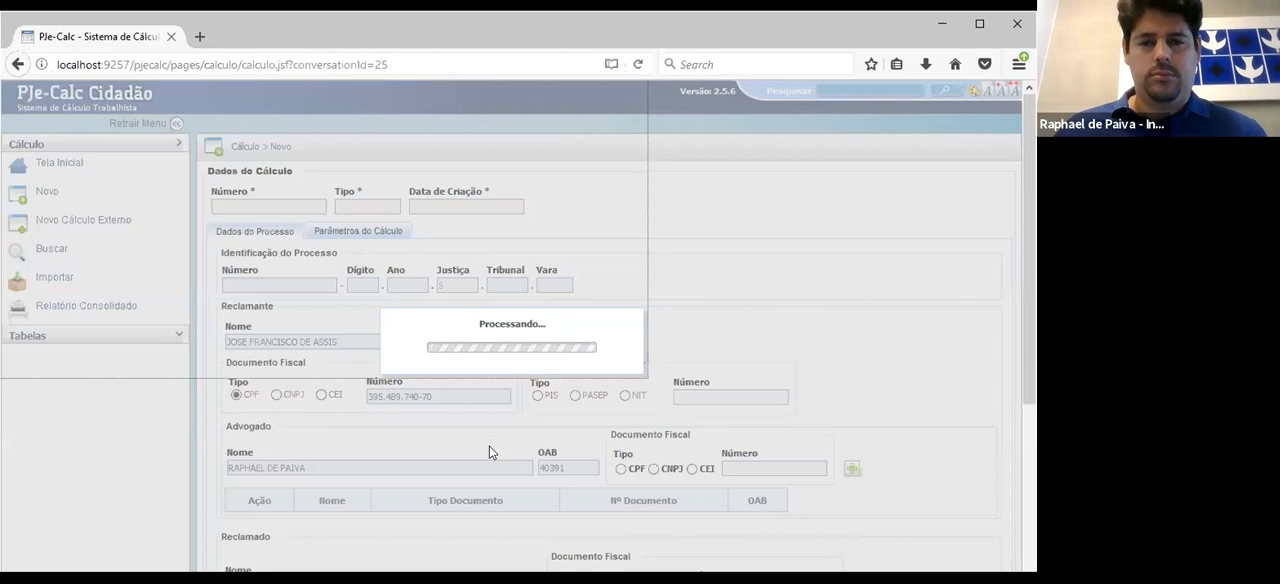 PJe-Calc - Sistema de Cálcul
localhost:9257/pjecalc/pages/calculo/calculo.jsf?conversationId=25
Search
PJe-Calc Cidadão
Sistema de Cálculo Trabalhista
Versão: 2.5.6
Pesquisar
Retrair Menu
Cálculo
Tela Inicial
Novo
Novo Cálculo Externo
Buscar
Importar
Relatório Consolidado
Tabelas
Cálculo > Novo
Dados do Cálculo
Número * Tipo * Data de Criação *
Dados do Processo Parâmetros do Cálculo
Identificação do Processo
Número Dígito Ano Justiça Tribunal Vara
- . . 5 . .
Reclamante
Nome
JOSE FRANCISCO DE ASSIS
Processando...
Documento Fiscal
Tipo Número Tipo Número
CPF CNPJ CEI 395.489.740-70 PIS PASEP NIT
Advogado
Nome OAB
RAPHAEL DE PAIVA 40391
Documento Fiscal
Tipo Número
CPF CNPJ CEI
Ação Nome Tipo Documento Nº Documento OAB
Reclamado
Documento Fiscal
Nome
Raphael de Paiva - In...